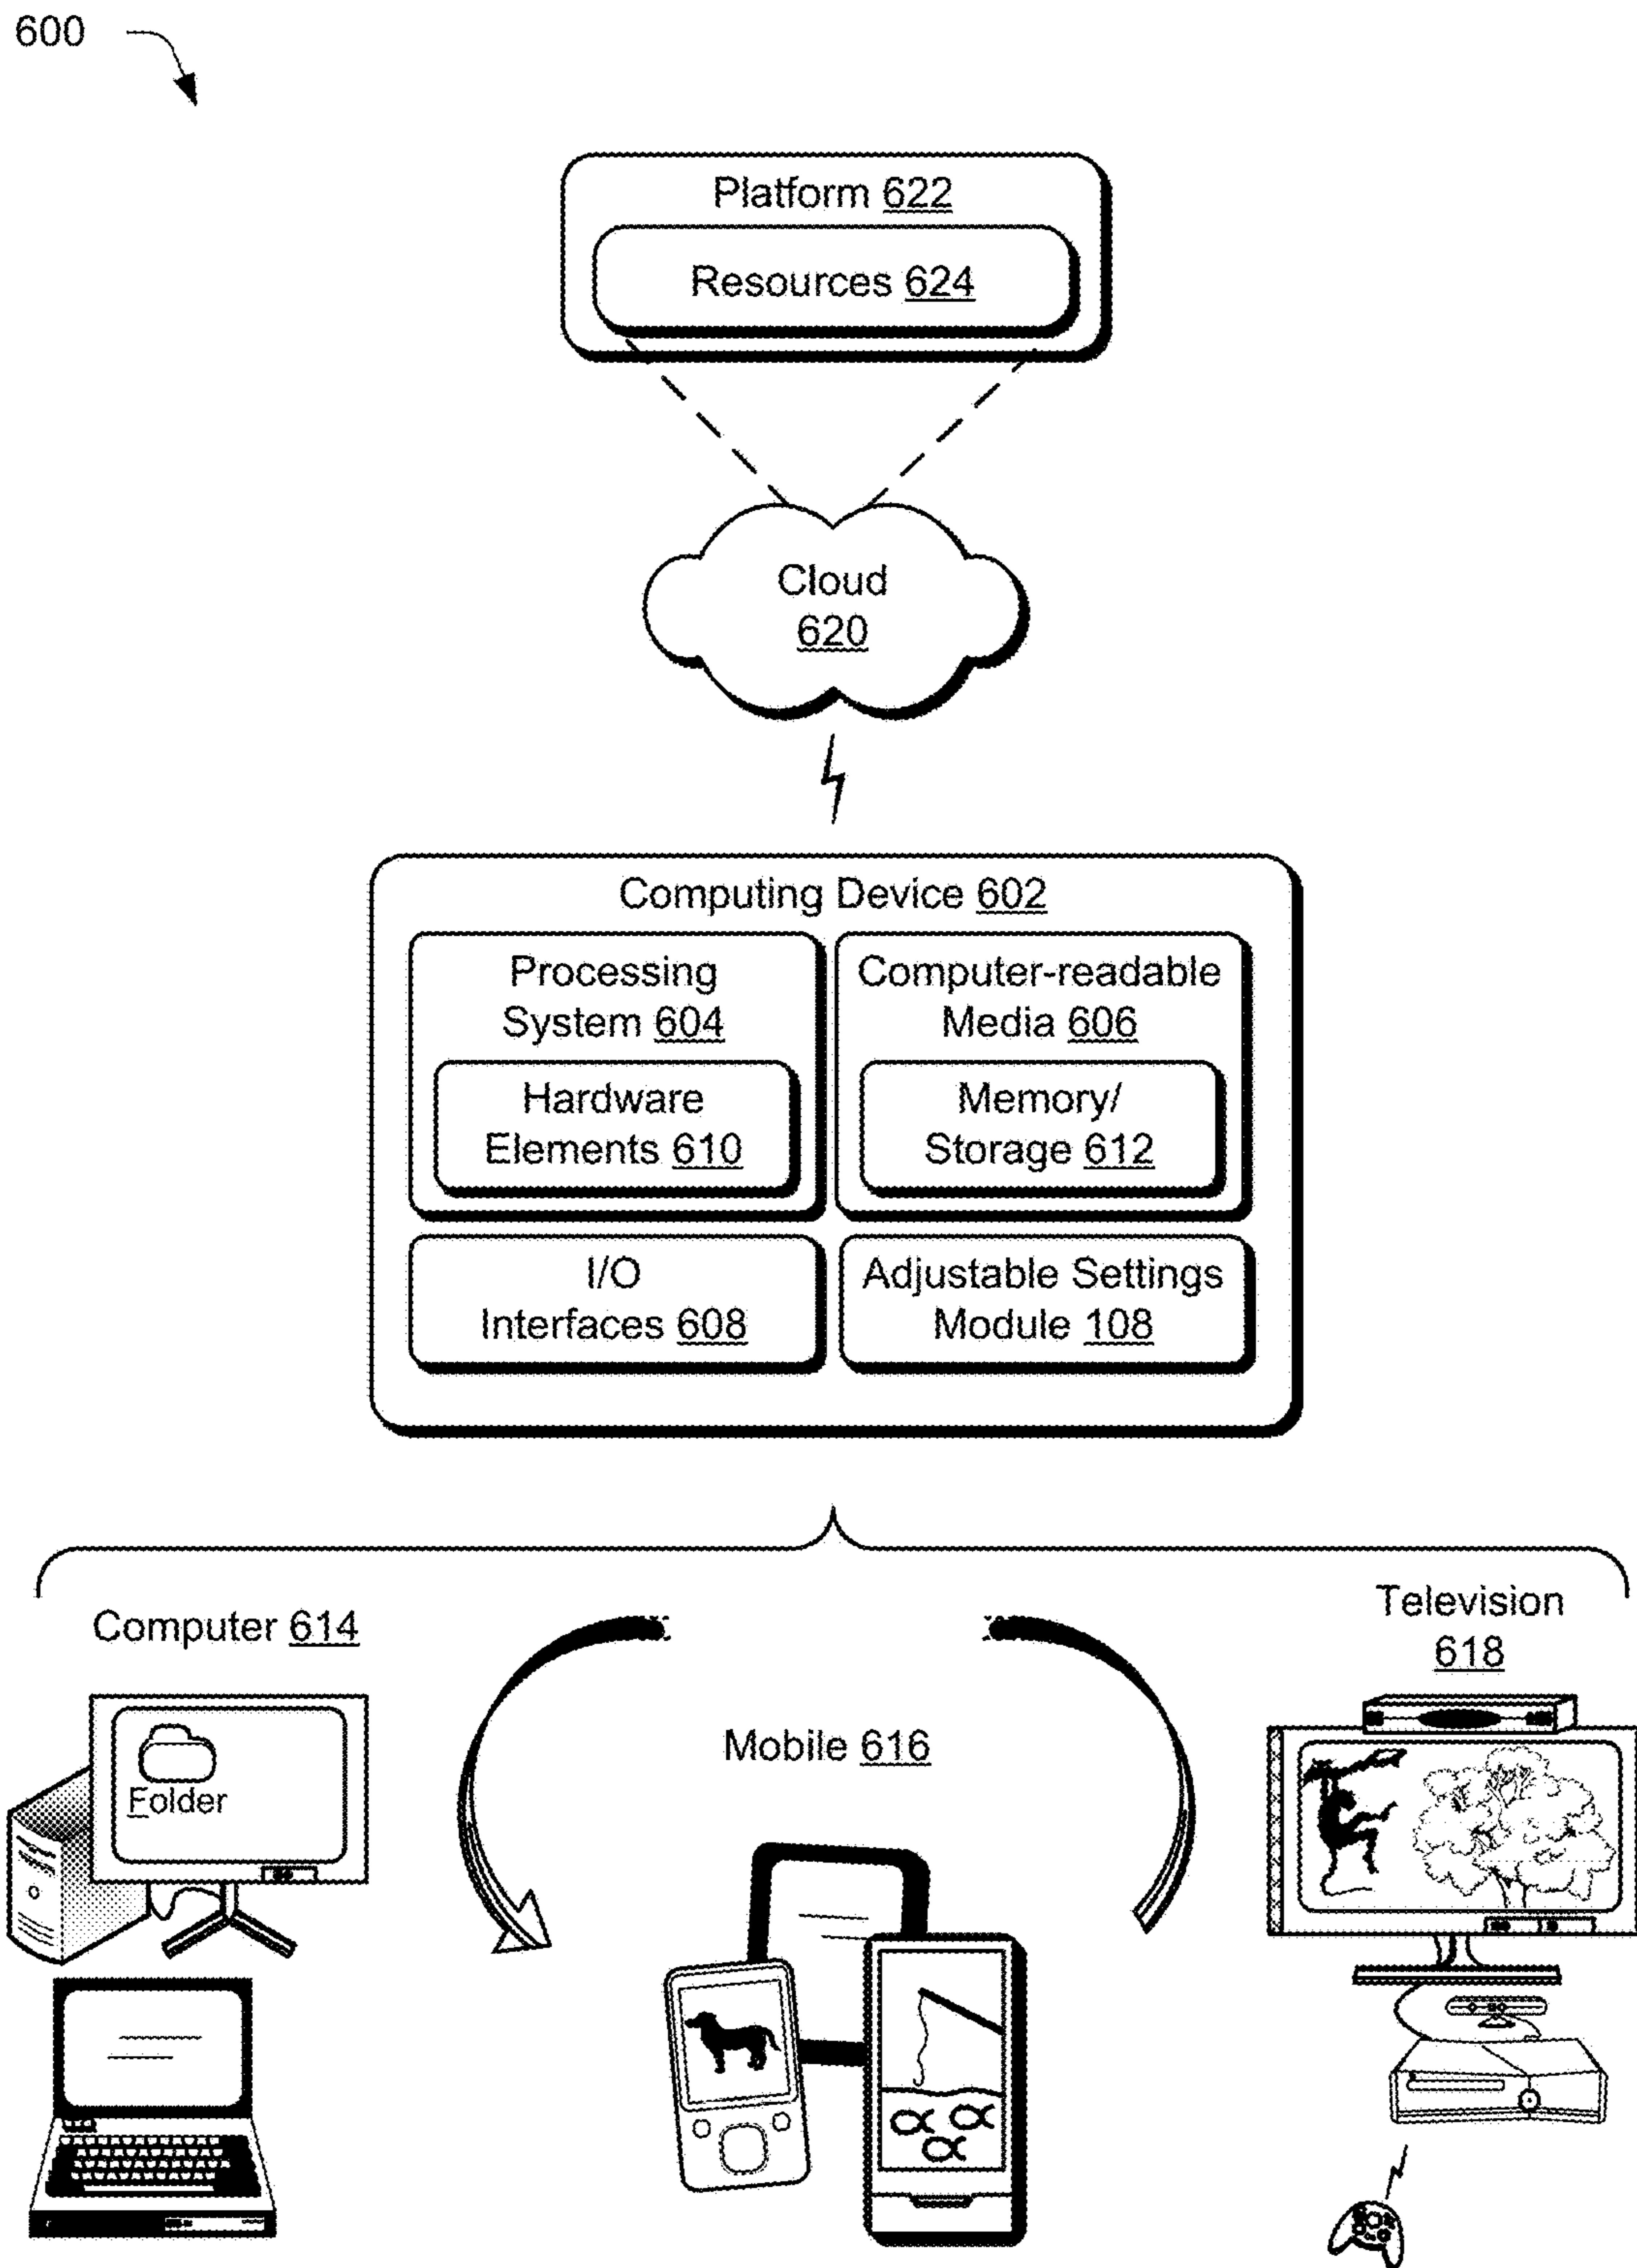 600
Platform 622
Resources 624
Cloud
620
Computing Device 602
Processing
System 604
Computer-readable
Media 606
Hardware
Elements 610
Memory/
Storage 612
I/O
Interfaces 608
Adjustable Settings
Module 108
Computer 614
Television
618
Mobile 616
Folder